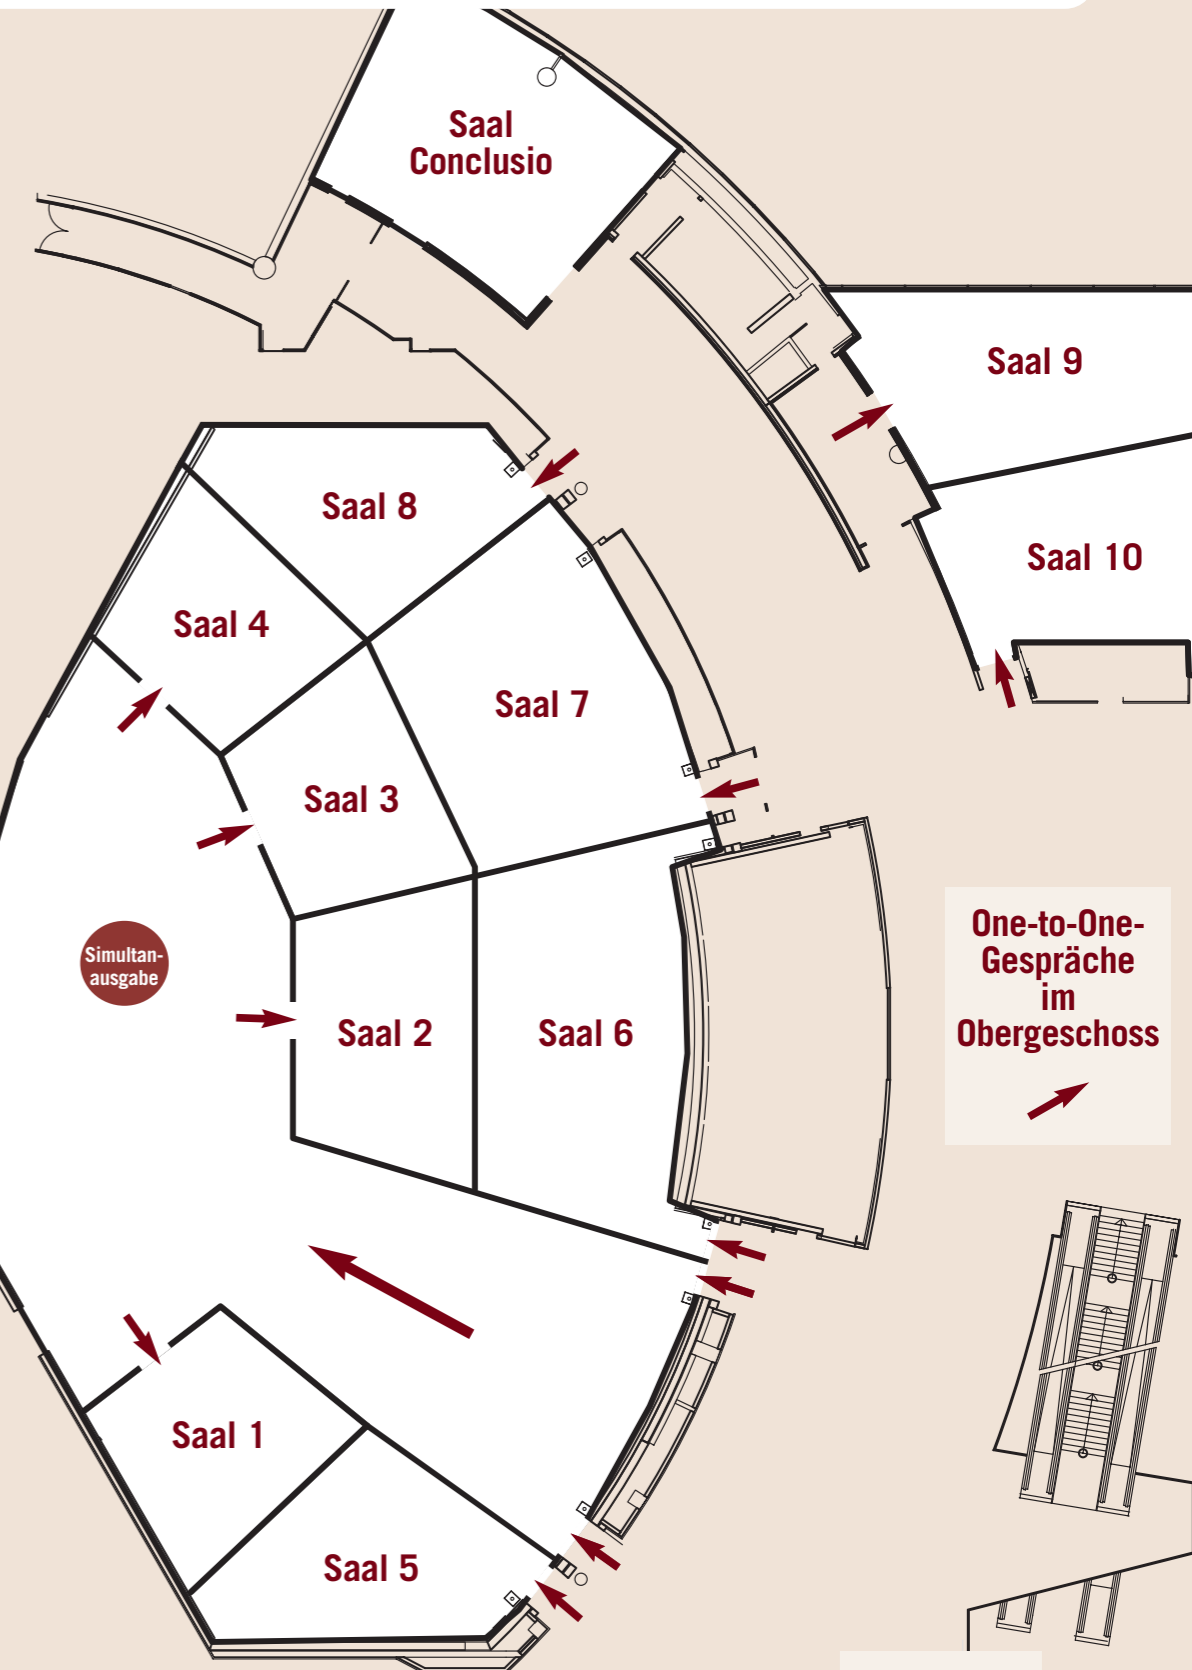 Saal
Conclusio
Saal 9
Saal 8
Saal 10
Saal 4
Saal 7
Saal 3
One-to-One-
Gespräche
im
Obergeschoss
Simultan-
ausgabe
Saal 2
Saal 6
Saal 1
Saal 5